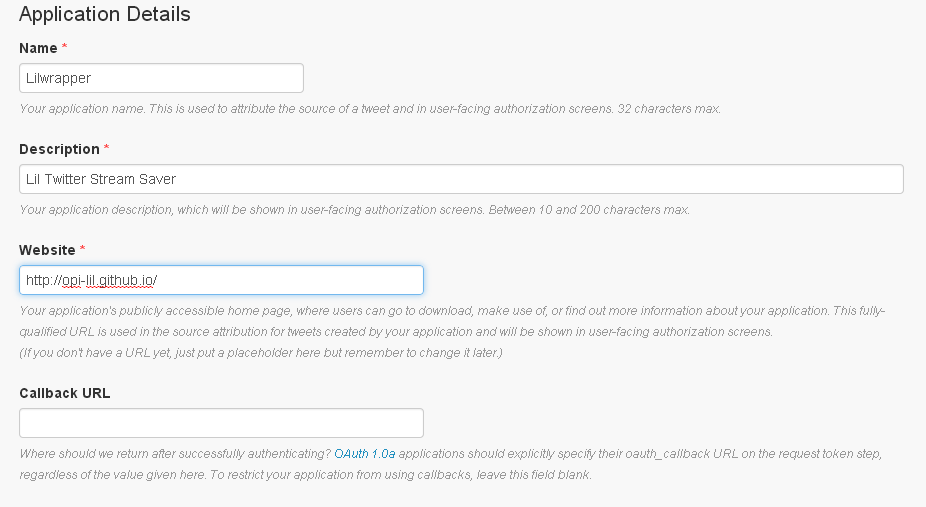 Application Details
Name *
Lilwrapper
Your application name. This is used to attribute the source of a tweet and in user-facing authorization screens. 32 characters max.
Description *
Lil Twitter Stream Saver
Your application description, which will be shown in user-facing authorization screens. Between 10 and 200 characters max.
Website *
http://opi-lil.github.io/
Your application's publicly accessible home page, where users can go to download, make use of, or find out more information about your application. This fully-
qualified URL is used in the source attribution for tweets created by your application and will be shown in user-facing authorization screens.
(If you don't have a URL yet, just put a placeholder here but remember to change it later.)
Callback URL
Where should we return after successfully authenticating? OAuth 1.0a applications should explicitly specify their oauth_callback URL on the request token step,
regardless of the value given here. To restrict your application from using callbacks, leave this field blank.